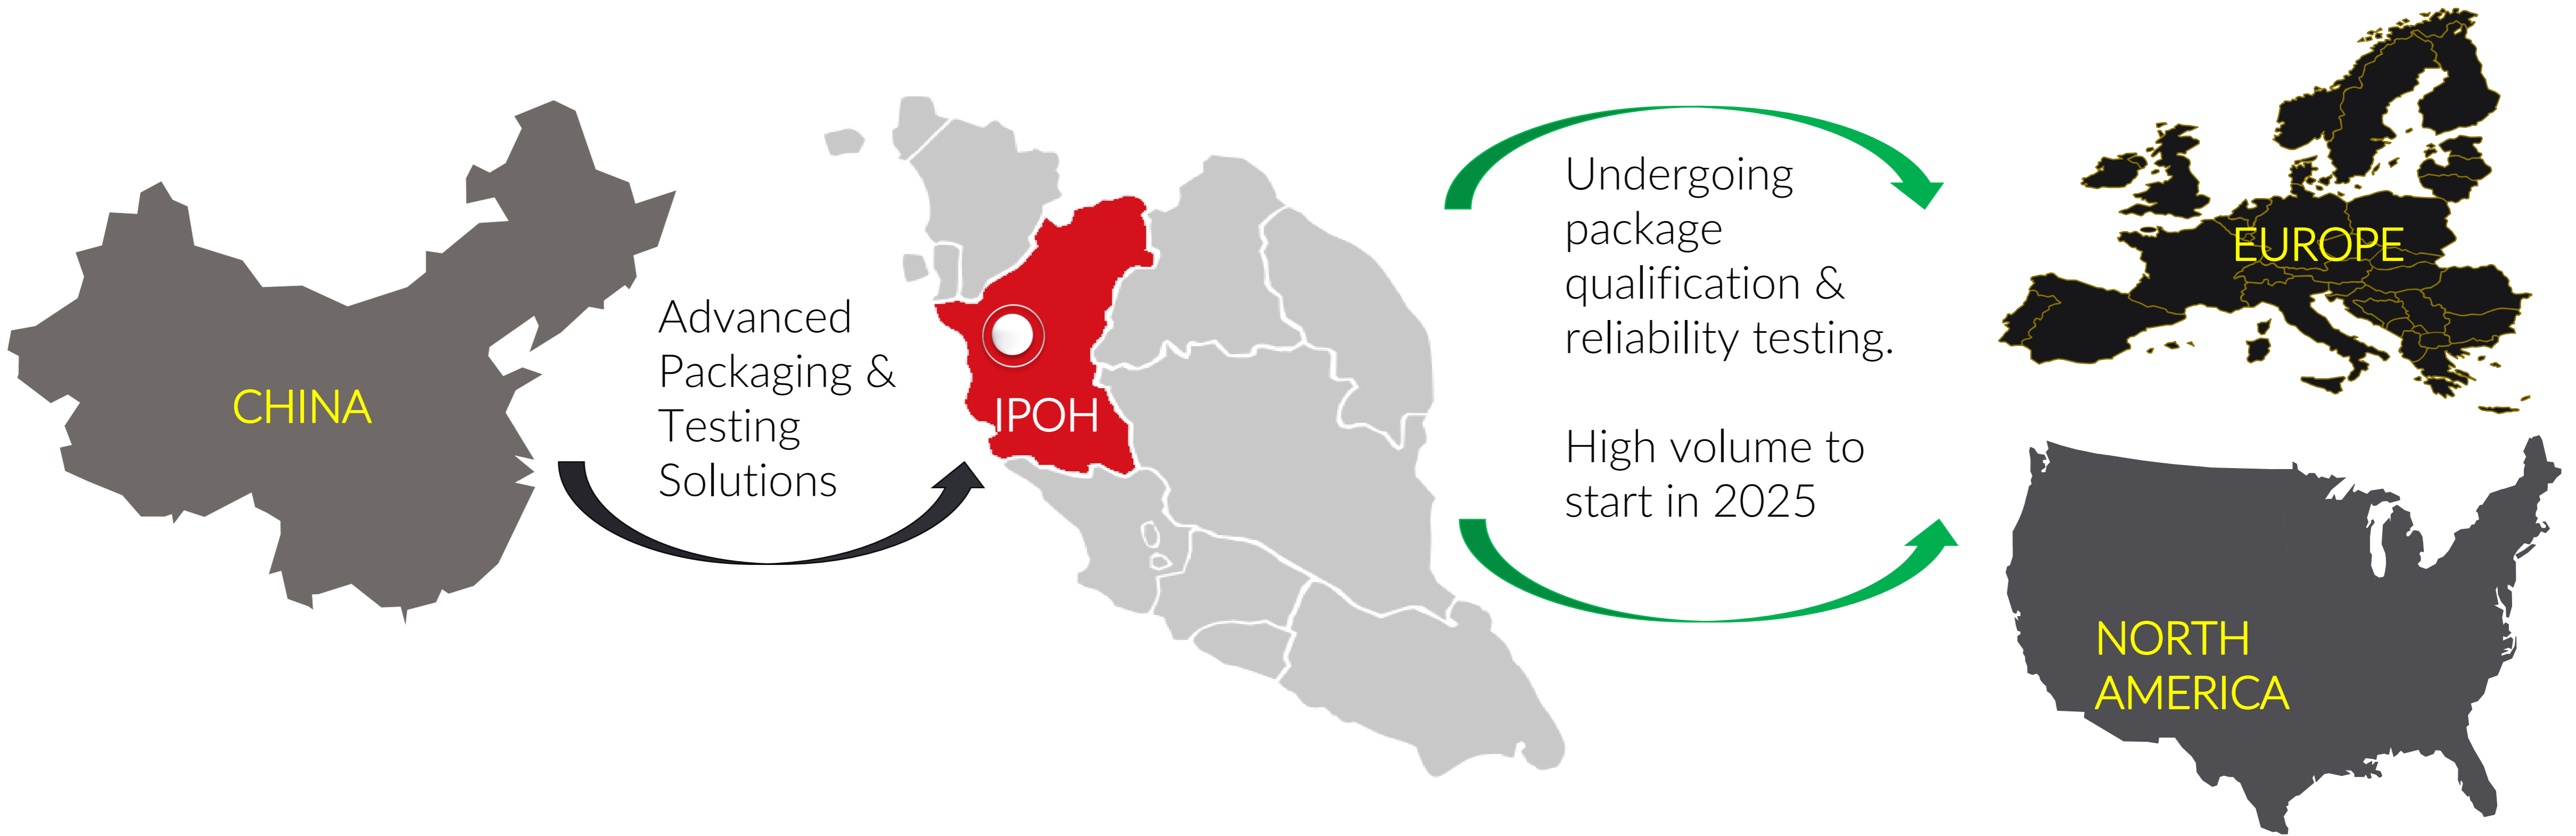 CHINA
Advanced
Packaging &
Testing
Solutions
IPOH
Undergoing
package
qualification &
reliability testing.
High volume to
start in 2025
EUROPE
NORTH
AMERICA